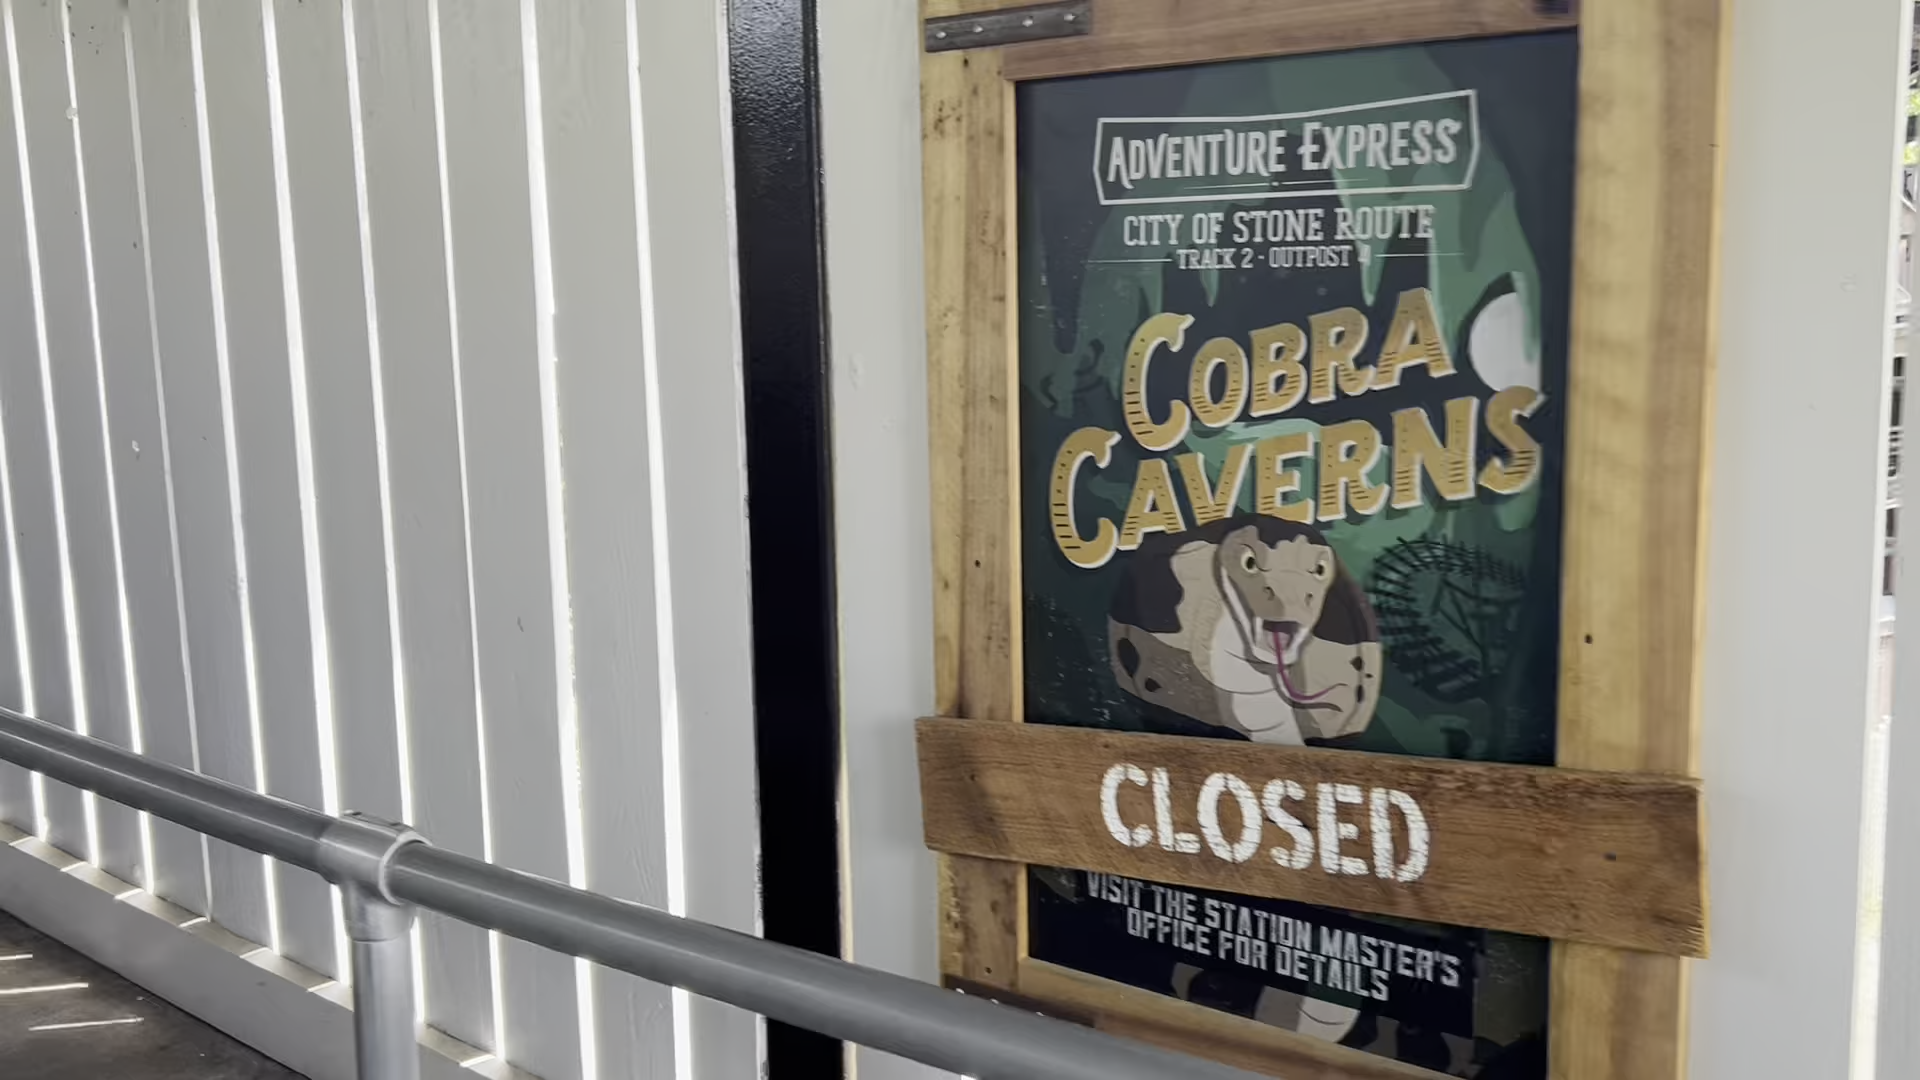 ADVENTURE EXPRESS
CITY OF STONE ROUTE
TRACK 2 - OUTPOST 4
COBRA
CAVERNS
CLOSED
VISIT THE STATION MASTER'S
OFFICE FOR DETAILS